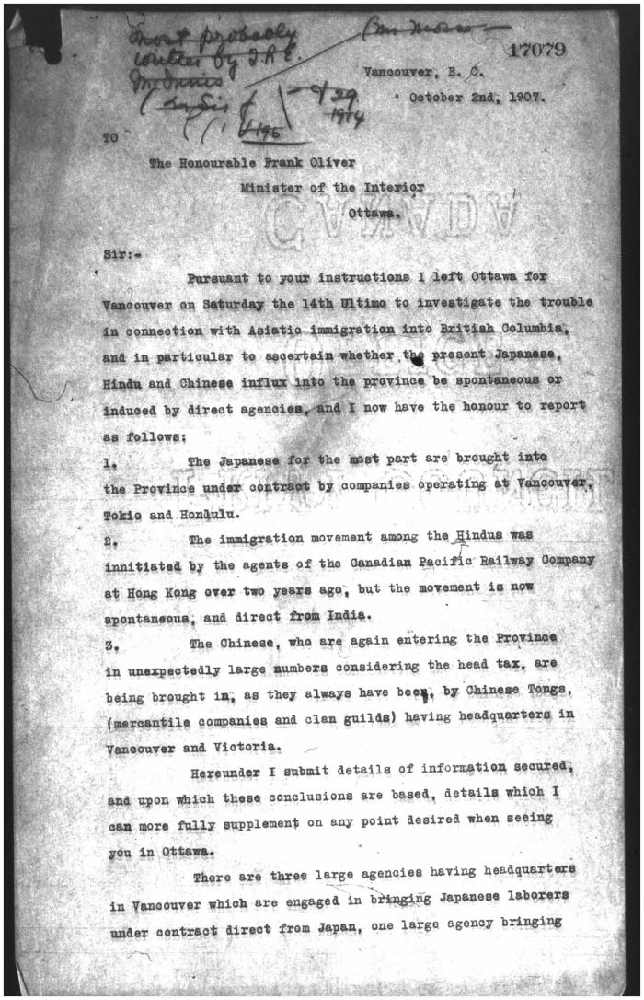 most probably
written by T.R.E.
McInnis
17079
Vancouver, B. C.
October 2nd, 1907.
29
1914
TO
The Honourable Frank Oliver
Minister of the Interior
Ottawa.
CANADA
Sir:-
Pursuant to your instructions I left Ottawa for
Vancouver on Saturday the 14th Ultimo to investigate the trouble
in connection with Asiatic immigration into British Columbia,
and in particular to ascertain whether the present Japanese,
Hindu and Chinese influx into the province be spontaneous or
induced by direct agencies, and I now have the honour to report
as follows:
1. The Japanese for the most part are brought into
the Province under contract by companies operating at Vancouver,
Tokio and Honolulu.
2. The immigration movement among the Hindus was
innitiated by the agents of the Canadian Pacific Railway Company
at Hong Kong over two years ago, but the movement is now
spontaneous, and direct from India.
3. The Chinese, who are again entering the Province
in unexpectedly large numbers considering the head tax, are
being brought in, as they always have been, by Chinese Tongs,
(mercantile companies and clan guilds) having headquarters in
Vancouver and Victoria.
Hereunder I submit details of information secured,
and upon which these conclusions are based, details which I
can more fully supplement on any point desired when seeing
you in Ottawa.
There are three large agencies having headquarters
in Vancouver which are engaged in bringing Japanese laborers
under contract direct from Japan, one large agency bringing